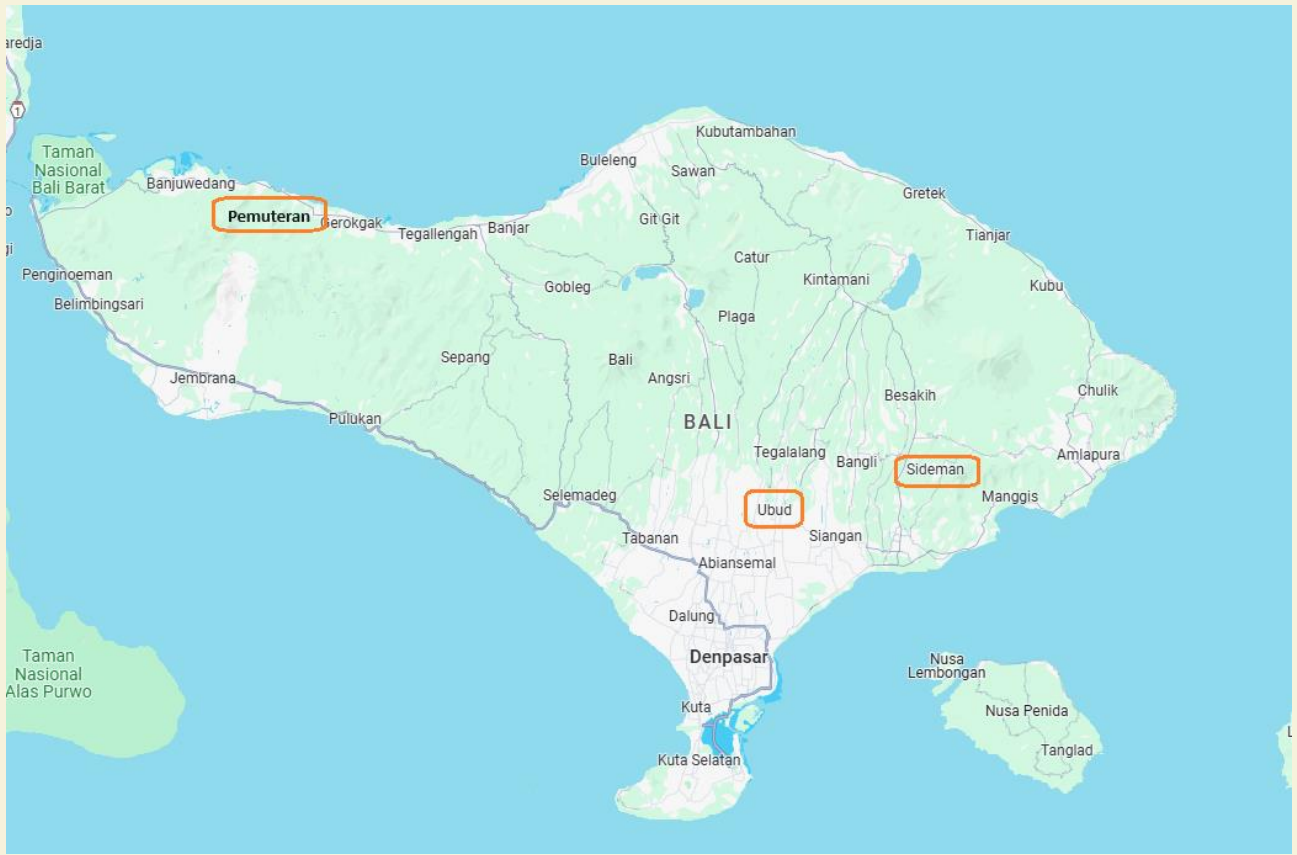 aredja
1
Taman
Nasional
Bali Barat
Banjuwedang
Pemuteran
Gerokgak
Tegallengah
Banjar
Buleleng
Kubutambahan
Sawan
Git Git
Gretek
Tianjar
Catur
Kintamani
Kubu
Penginoeman
Belimbingsari
Gobleg
Plaga
Sepang
Bali
Angsri
Jembrana
Pulukan
BALI
Besakih
Chulik
Tegalalang
Bangli
Sideman
Amlapura
Manggis
Selemadeg
Ubud
Tabanan
Siangan
Abiansemal
Dalung
Denpasar
Taman
Nasional
Alas Purwo
Nusa
Lembongan
Kuta
Nusa Penida
Kuta Selatan
Tanglad